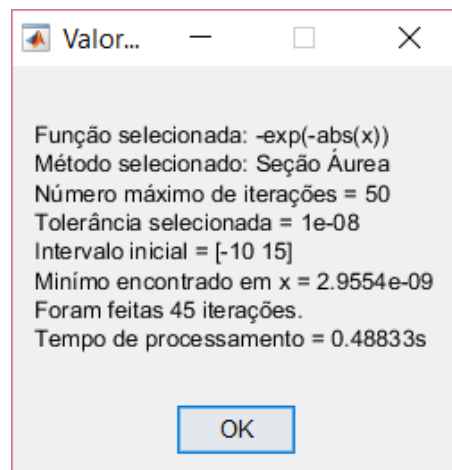 Valor...
Função selecionada: -exp(-abs(x))
Método selecionado: Seção Áurea
Número máximo de iterações = 50
Tolerância selecionada = 1e-08
Intervalo inicial = [-10 15]
Minímo encontrado em x = 2.9554e-09
Foram feitas 45 iterações.
Tempo de processamento = 0.48833s
OK